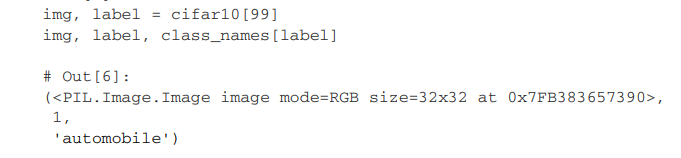 img, label = cifar10[99]
img, label, class_names[label]
# Out[6]:
(<PIL.Image.Image image mode=RGB size=32x32 at 0x7FB383657390>,
1,
'automobile')